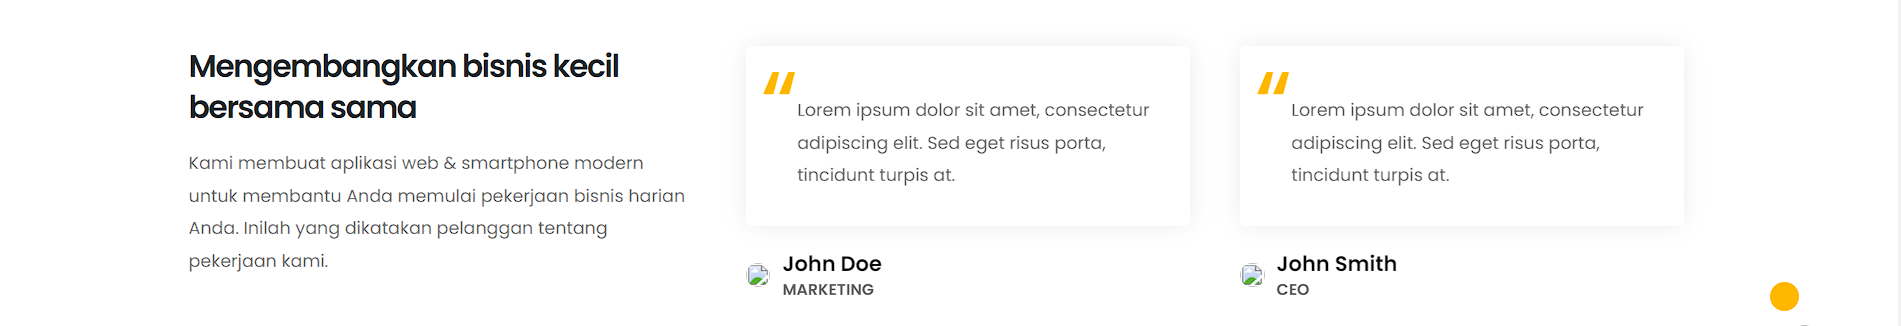 Mengembangkan bisnis kecil
bersama sama
Kami membuat aplikasi web & smartphone modern
untuk membantu Anda memulai pekerjaan bisnis harian
Anda. Inilah yang dikatakan pelanggan tentang
pekerjaan kami.
“
Lorem ipsum dolor sit amet, consectetur
adipiscing elit. Sed eget risus porta,
tincidunt turpis at.
John Doe
MARKETING
“
Lorem ipsum dolor sit amet, consectetur
adipiscing elit. Sed eget risus porta,
tincidunt turpis at.
John Smith
CEO